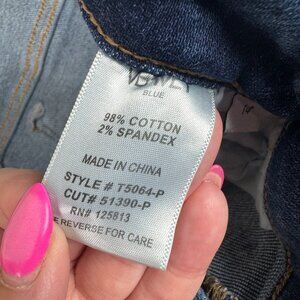 BLUE
98% COTTON
2% SPANDEX
MADE IN CHINA
STYLE # T5064-P
CUT# 51390-P
RN# 125813
REVERSE FOR CARE